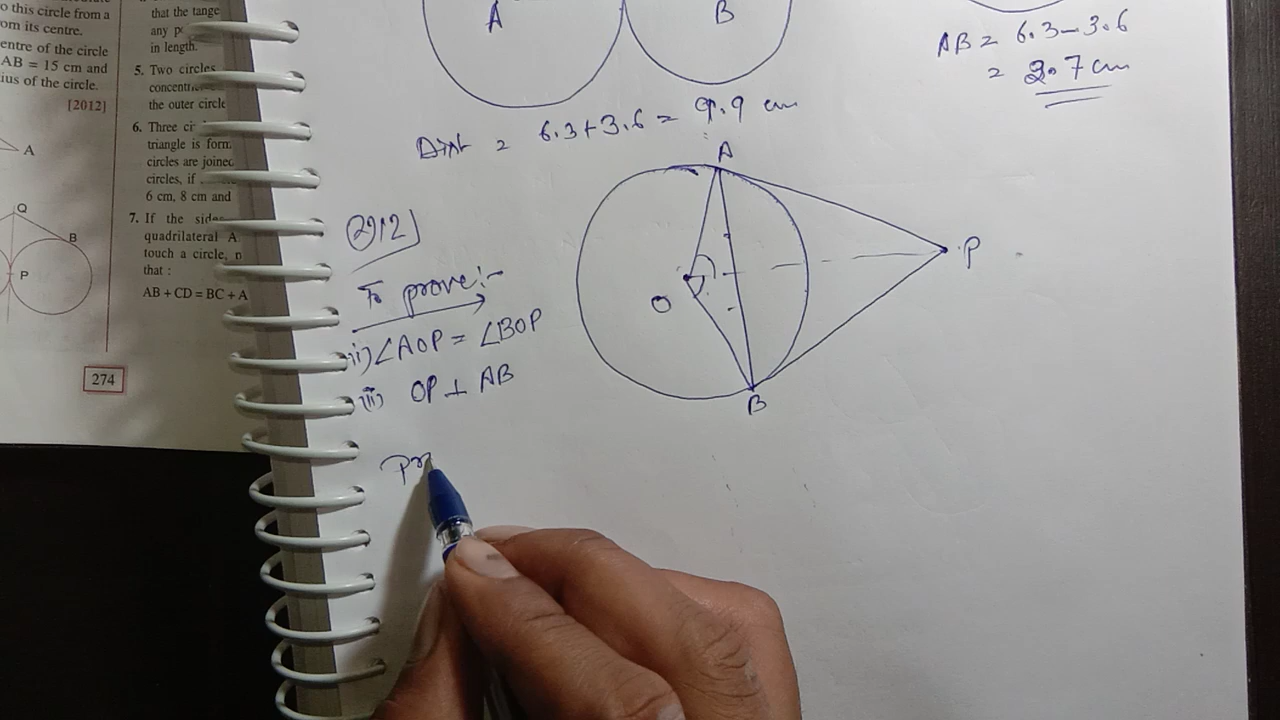 o this circle from a
om its centre.
entre of the circle
AB = 15 cm and
ius of the circle.
[2012]
A
Q
B
P
that the tange
any
in length.
5. Two circles
the outer circle
6. Three
triangle is form
circles are joined
circles, if
6 cm, 8 cm and
7. If the sides
quadrilateral A
touch a circle,
that :
AB + CD = BC + A
274
A
B
AB = 6.3 - 3.6
= 2.7 cm
= 6.3 + 3.6 = 9.9 cm
2012
To prove :-
∠AOP = ∠BOP
(ii) OP ⊥ AB
A
O
P
B